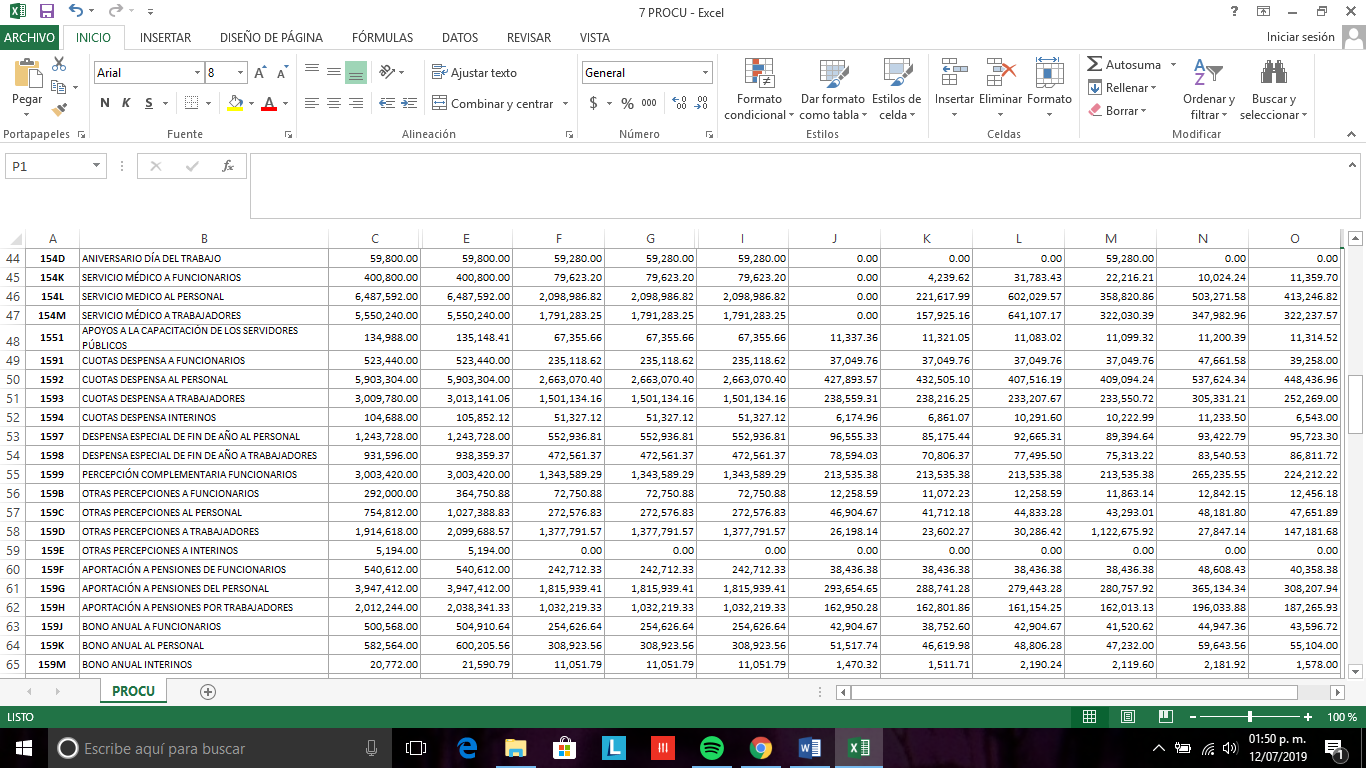 7 PROCU - Excel
ARCHIVO INICIO INSERTAR DISEÑO DE PÁGINA FÓRMULAS DATOS REVISAR VISTA Iniciar sesión
Arial 8 Ajustar texto General Autosuma
Pegar N K S Combinar y centrar $ % 000 Formato condicional Dar formato como tabla Estilos de celda Insertar Eliminar Formato Rellenar Borrar Ordenar y filtrar Buscar y seleccionar
Portapapeles Fuente Alineación Número Estilos Celdas Modificar
P1 fx
A B C E F G I J K L M N O
44 154D ANIVERSARIO DÍA DEL TRABAJO 59,800.00 59,800.00 59,280.00 59,280.00 59,280.00 0.00 0.00 0.00 59,280.00 0.00 0.00
45 154K SERVICIO MÉDICO A FUNCIONARIOS 400,800.00 400,800.00 79,623.20 79,623.20 79,623.20 0.00 4,239.62 31,783.43 22,216.21 10,024.24 11,359.70
46 154L SERVICIO MEDICO AL PERSONAL 6,487,592.00 6,487,592.00 2,098,986.82 2,098,986.82 2,098,986.82 0.00 221,617.99 602,029.57 358,820.86 503,271.58 413,246.82
47 154M SERVICIO MÉDICO A TRABAJADORES 5,550,240.00 5,550,240.00 1,791,283.25 1,791,283.25 1,791,283.25 0.00 157,925.16 641,107.17 322,030.39 347,982.96 322,237.57
48 1551 APOYOS A LA CAPACITACIÓN DE LOS SERVIDORES PÚBLICOS 134,988.00 135,148.41 67,355.66 67,355.66 67,355.66 11,337.36 11,321.05 11,083.02 11,099.32 11,200.39 11,314.52
49 1591 CUOTAS DESPENSA A FUNCIONARIOS 523,440.00 523,440.00 235,118.62 235,118.62 235,118.62 37,049.76 37,049.76 37,049.76 37,049.76 47,661.58 39,258.00
50 1592 CUOTAS DESPENSA AL PERSONAL 5,903,304.00 5,903,304.00 2,663,070.40 2,663,070.40 2,663,070.40 427,893.57 432,505.10 407,516.19 409,094.24 537,624.34 448,436.96
51 1593 CUOTAS DESPENSA A TRABAJADORES 3,009,780.00 3,013,141.06 1,501,134.16 1,501,134.16 1,501,134.16 238,559.31 238,216.25 233,207.67 233,550.72 305,331.21 252,269.00
52 1594 CUOTAS DESPENSA INTERINOS 104,688.00 105,852.12 51,327.12 51,327.12 51,327.12 6,174.96 6,861.07 10,291.60 10,222.99 11,233.50 6,543.00
53 1597 DESPENSA ESPECIAL DE FIN DE AÑO AL PERSONAL 1,243,728.00 1,243,728.00 552,936.81 552,936.81 552,936.81 96,555.33 85,175.44 92,665.31 89,394.64 93,422.79 95,723.30
54 1598 DESPENSA ESPECIAL DE FIN DE AÑO A TRABAJADORES 931,596.00 938,359.37 472,561.37 472,561.37 472,561.37 78,594.03 70,806.37 77,495.50 75,313.22 83,540.53 86,811.72
55 1599 PERCEPCIÓN COMPLEMENTARIA FUNCIONARIOS 3,003,420.00 3,003,420.00 1,343,589.29 1,343,589.29 1,343,589.29 213,535.38 213,535.38 213,535.38 213,535.38 265,235.55 224,212.22
56 159B OTRAS PERCEPCIONES A FUNCIONARIOS 292,000.00 364,750.88 72,750.88 72,750.88 72,750.88 12,258.59 11,072.23 12,258.59 11,863.14 12,842.15 12,456.18
57 159C OTRAS PERCEPCIONES AL PERSONAL 754,812.00 1,027,388.83 272,576.83 272,576.83 272,576.83 46,904.67 41,712.18 44,833.28 43,293.01 48,181.80 47,651.89
58 159D OTRAS PERCEPCIONES A TRABAJADORES 1,914,618.00 2,099,688.57 1,377,791.57 1,377,791.57 1,377,791.57 26,198.14 23,602.27 30,286.42 1,122,675.92 27,847.14 147,181.68
59 159E OTRAS PERCEPCIONES A INTERINOS 5,194.00 5,194.00 0.00 0.00 0.00 0.00 0.00 0.00 0.00 0.00 0.00
60 159F APORTACIÓN A PENSIONES DE FUNCIONARIOS 540,612.00 540,612.00 242,712.33 242,712.33 242,712.33 38,436.38 38,436.38 38,436.38 38,436.38 48,608.43 40,358.38
61 159G APORTACIÓN A PENSIONES DEL PERSONAL 3,947,412.00 3,947,412.00 1,815,939.41 1,815,939.41 1,815,939.41 293,654.65 288,741.28 279,443.28 280,757.92 365,134.34 308,207.94
62 159H APORTACIÓN A PENSIONES POR TRABAJADORES 2,012,244.00 2,038,341.33 1,032,219.33 1,032,219.33 1,032,219.33 162,950.28 162,801.86 161,154.25 162,013.13 196,033.88 187,265.93
63 159J BONO ANUAL A FUNCIONARIOS 500,568.00 504,910.64 254,626.64 254,626.64 254,626.64 42,904.67 38,752.60 42,904.67 41,520.62 44,947.36 43,596.72
64 159K BONO ANUAL AL PERSONAL 582,564.00 600,205.56 308,923.56 308,923.56 308,923.56 51,517.74 46,619.98 48,806.28 47,232.00 59,643.56 55,104.00
65 159M BONO ANUAL INTERINOS 20,772.00 21,590.79 11,051.79 11,051.79 11,051.79 1,470.32 1,511.71 2,190.24 2,119.60 2,181.92 1,578.00
PROCU
LISTO 100 %
Escribe aquí para buscar
01:50 p. m.
12/07/2019